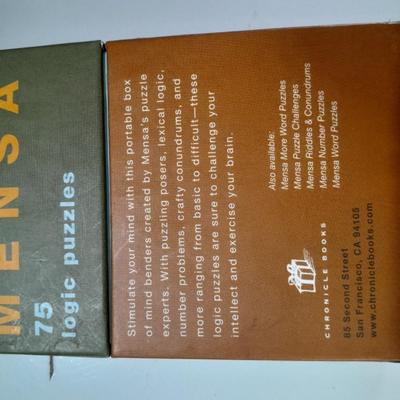 MENSA
75
logic puzzles
Stimulate your mind with this portable box
of mind benders created by Mensa's puzzle
experts. With puzzling posers, lexical logic,
number problems, crafty conundrums, and
more ranging from basic to difficult—these
logic puzzles are sure to challenge your
intellect and exercise your brain.
Also available:
Mensa More Word Puzzles
Mensa Puzzle Challenges
Mensa Riddles & Conundrums
Mensa Number Puzzles
Mensa Word Puzzles
CHRONICLE BOOKS
85 Second Street
San Francisco, CA 94105
www.chroniclebooks.com